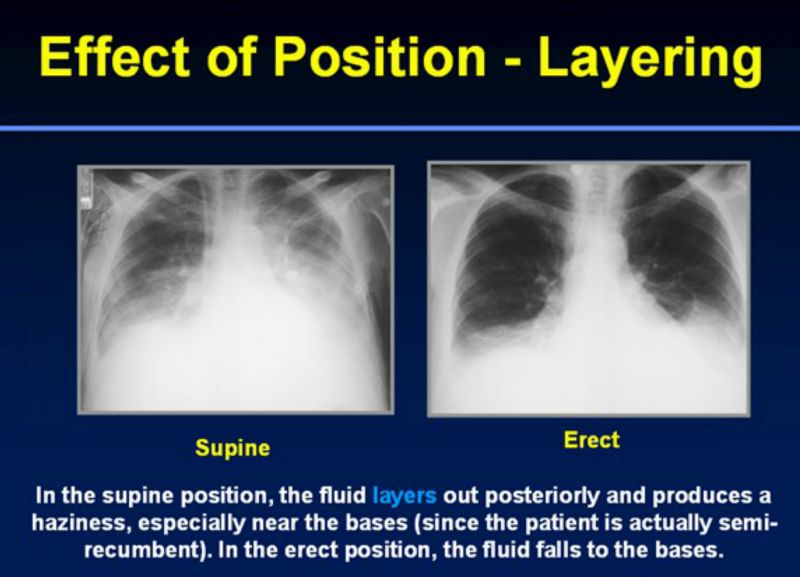 Effect of Position - Layering
Supine
Erect
In the supine position, the fluid layers out posteriorly and produces a
haziness, especially near the bases (since the patient is actually semi-
recumbent). In the erect position, the fluid falls to the bases.